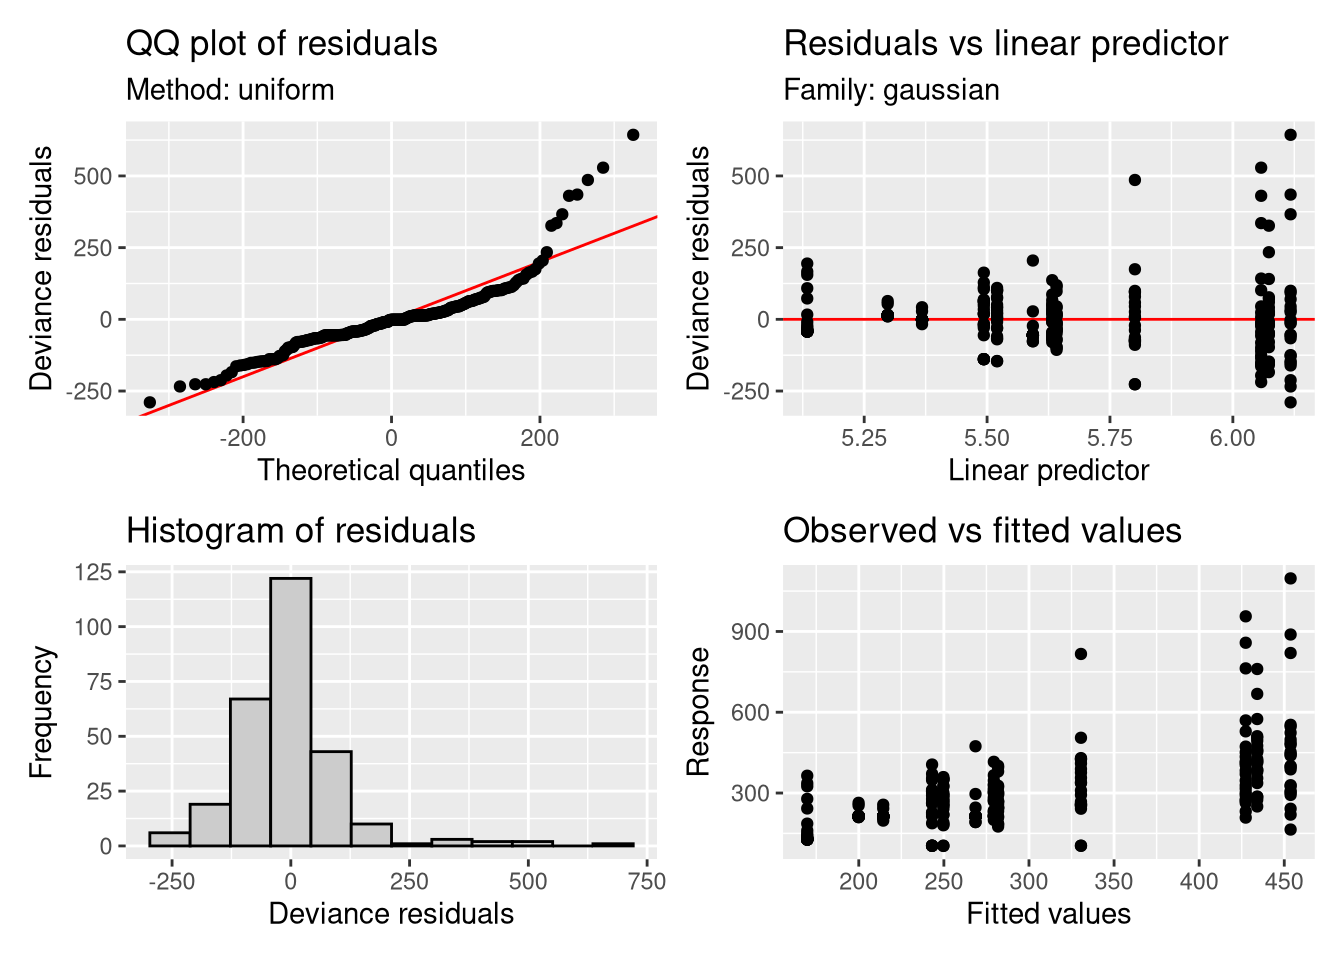 QQ plot of residuals
Method: uniform
Deviance residuals
500
250
0
-250
-200
0
200
Theoretical quantiles
Residuals vs linear predictor
Family: gaussian
Deviance residuals
500
250
0
-250
5.25
5.50
5.75
6.00
Linear predictor
Histogram of residuals
Frequency
125
100
75
50
25
0
-250
0
250
500
750
Deviance residuals
Observed vs fitted values
Response
900
600
300
200
250
300
350
400
450
Fitted values